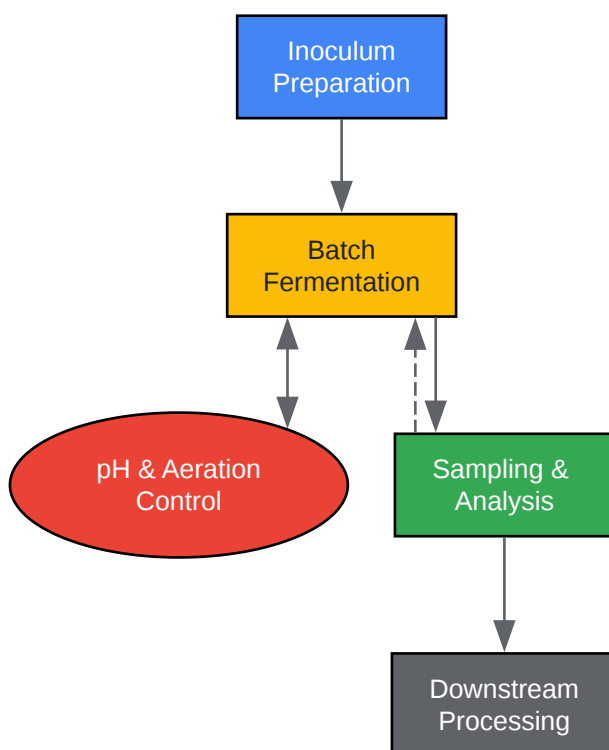 Inoculum
Preparation
Batch
Fermentation
pH & Aeration
Control
Sampling &
Analysis
Downstream
Processing